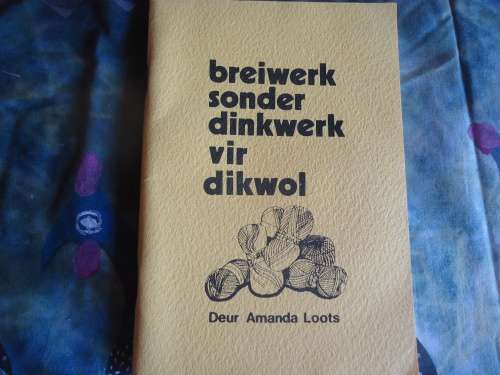 breiwerk
sonder
dinkwerk
vir
dikwol
Deur Amanda Loots